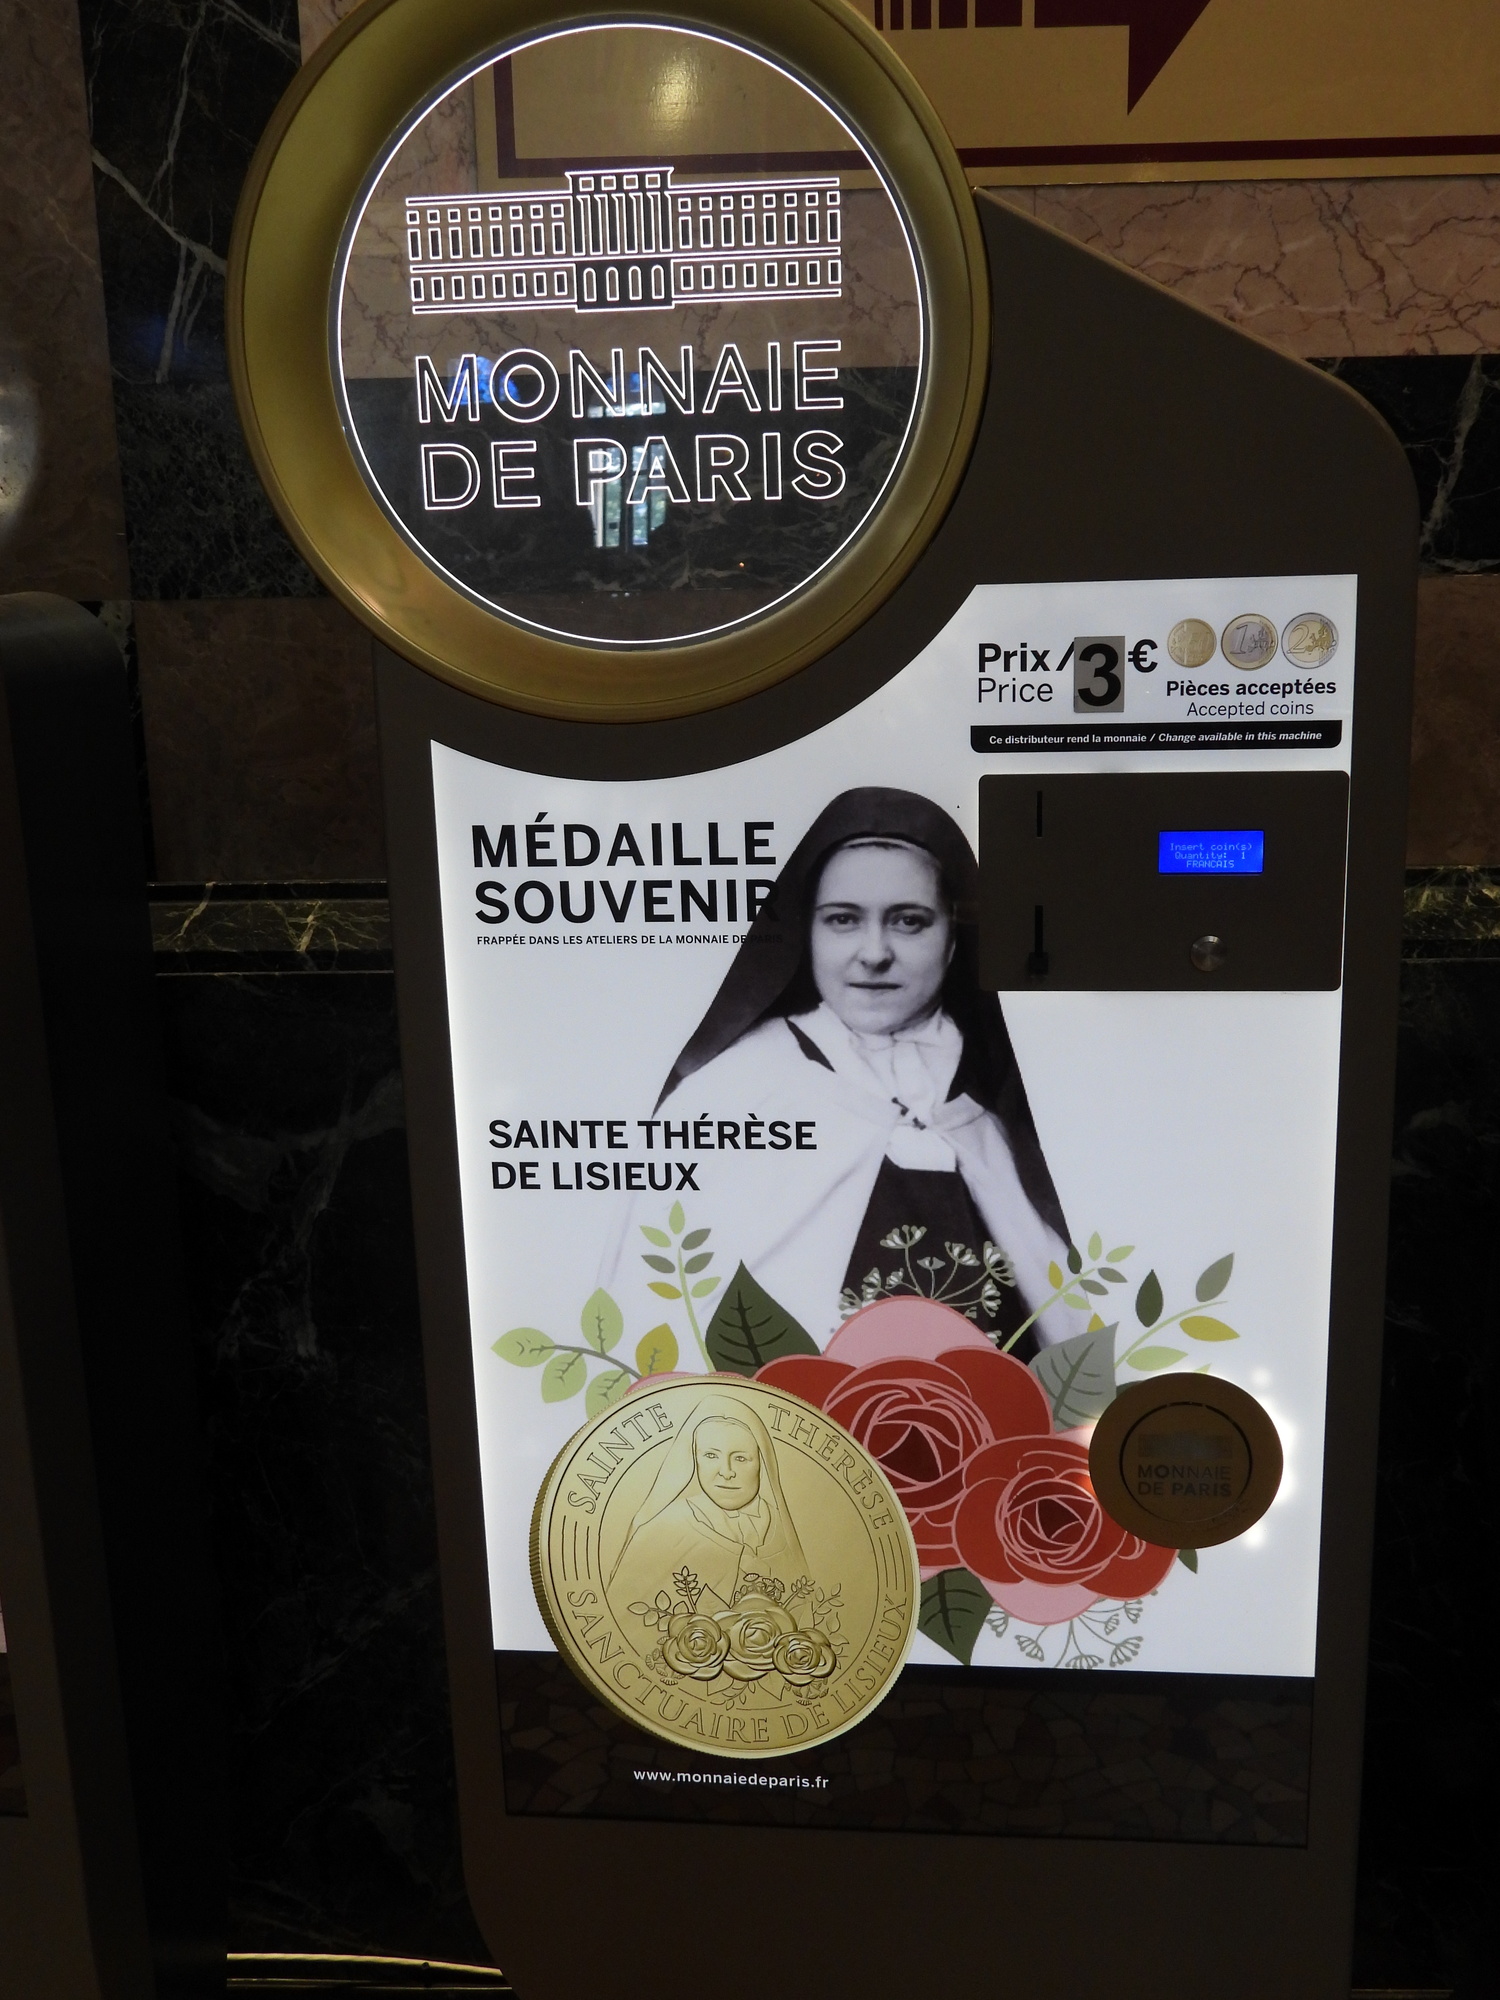 MONNAIE
DE PARIS
Prix /
Price
3
€
Pièces acceptées
Accepted coins
Ce distributeur rend la monnaie / Change available in this machine
Insert coin(s)
Quantity: 1
FRANCAIS
MÉDAILLE
SOUVENIR
FRAPPÉE DANS LES ATELIERS DE LA MONNAIE DE PARIS
SAINTE THÉRÈSE
DE LISIEUX
SAINTE THÉRÈSE
SANCTUAIRE DE LISIEUX
MONNAIE
DE PARIS
www.monnaiedeparis.fr